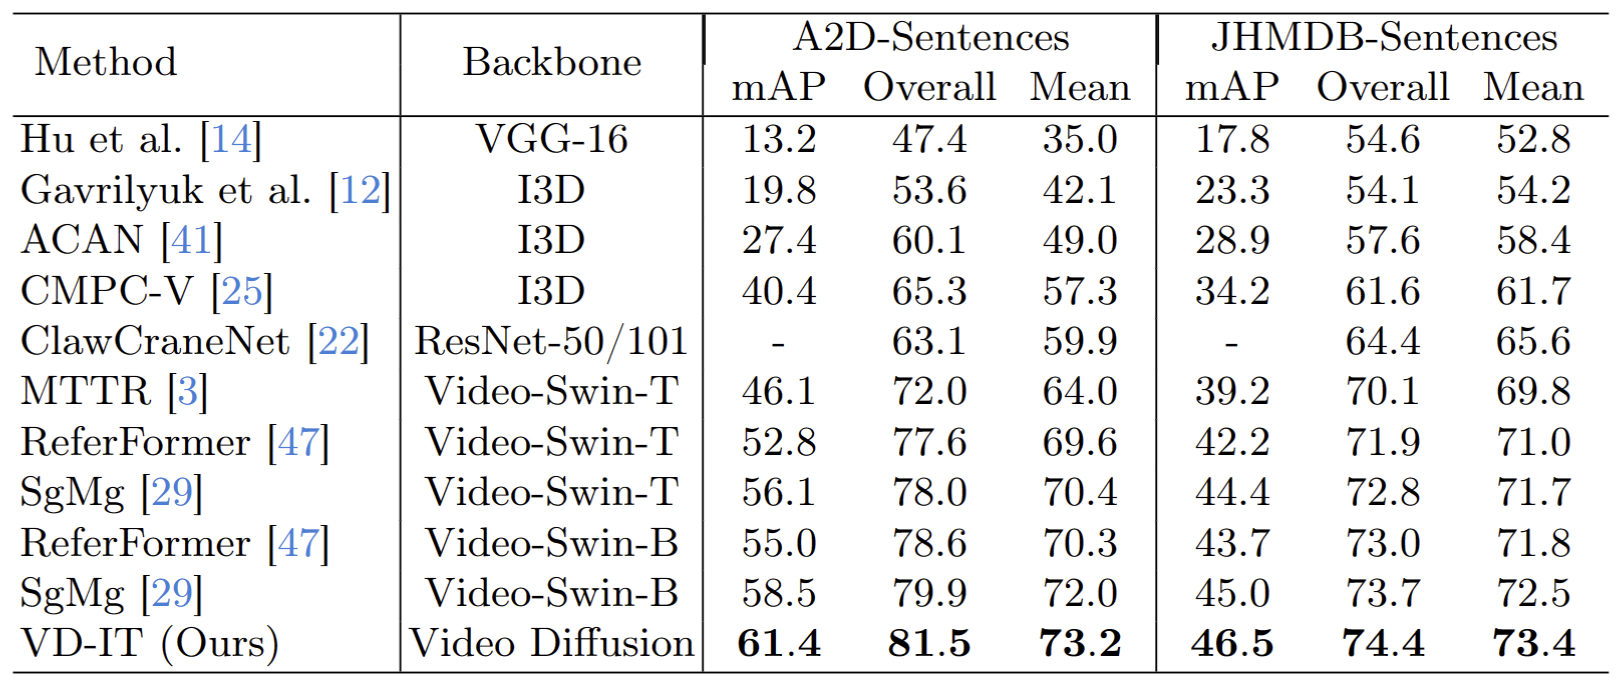 Method Backbone A2D-Sentences JHMDB-Sentences
mAP Overall Mean mAP Overall Mean
Hu et al. [14] VGG-16 13.2 47.4 35.0 17.8 54.6 52.8
Gavrilyuk et al. [12] I3D 19.8 53.6 42.1 23.3 54.1 54.2
ACAN [41] I3D 27.4 60.1 49.0 28.9 57.6 58.4
CMPC-V [25] I3D 40.4 65.3 57.3 34.2 61.6 61.7
ClawCraneNet [22] ResNet-50/101 - 63.1 59.9 - 64.4 65.6
MTTR [3] Video-Swin-T 46.1 72.0 64.0 39.2 70.1 69.8
ReferFormer [47] Video-Swin-T 52.8 77.6 69.6 42.2 71.9 71.0
SgMg [29] Video-Swin-T 56.1 78.0 70.4 44.4 72.8 71.7
ReferFormer [47] Video-Swin-B 55.0 78.6 70.3 43.7 73.0 71.8
SgMg [29] Video-Swin-B 58.5 79.9 72.0 45.0 73.7 72.5
VD-IT (Ours) Video Diffusion 61.4 81.5 73.2 46.5 74.4 73.4